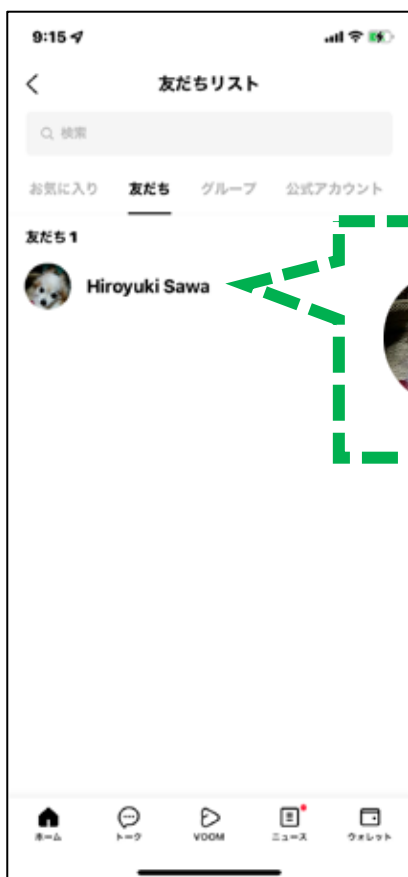 9:15
友だちリスト
検索
お気に入り 友だち グループ 公式アカウント
友だち 1
Hiroyuki Sawa
ホーム トーク VOOM ニュース ウォレット